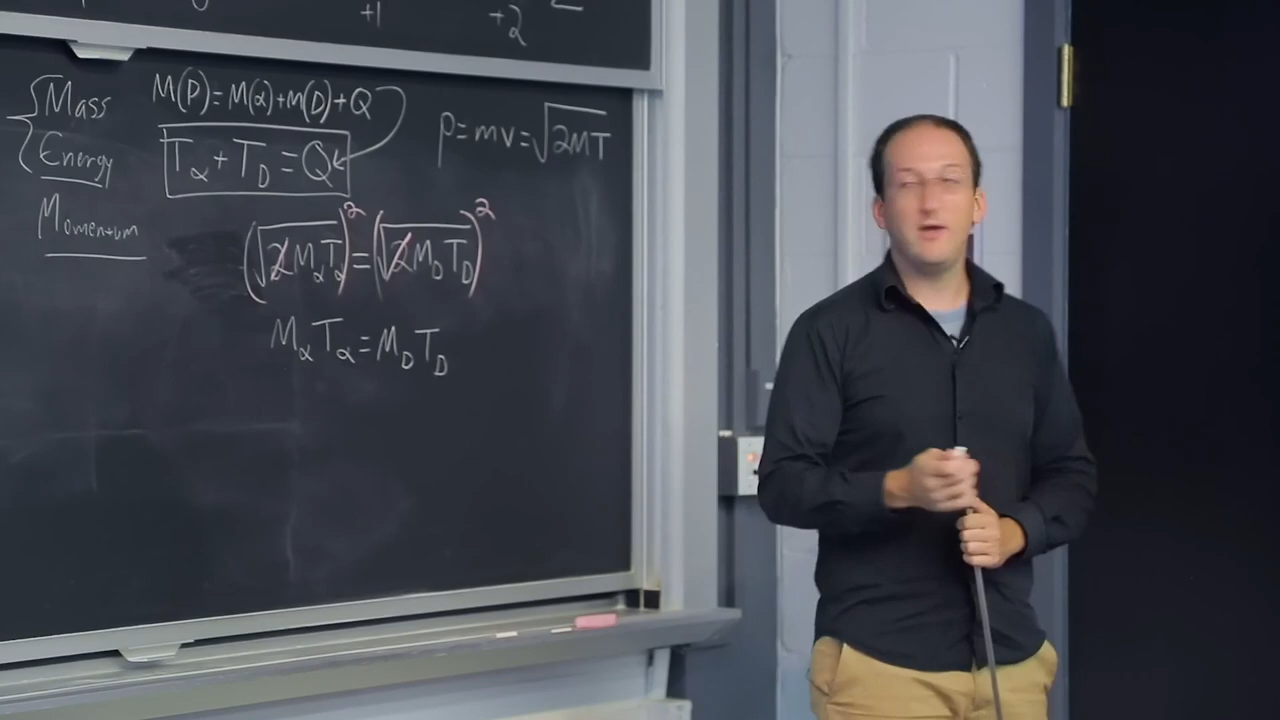 +1 +2
Mass M(P)=M(α)+M(D)+Q
Energy Tα+TD=Q
p=mv=√2MT
Momentum
(√2MαTα)²=(√2MDTD)²
MαTα=MDTD